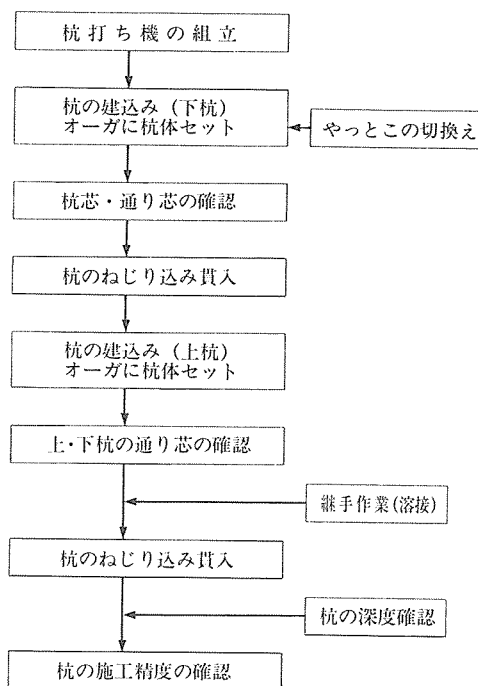 杭打ち機の組立
杭の建込み（下杭）
オーガに杭体セット
やっとこの切換え
杭芯・通り芯の確認
杭のねじり込み貫入
杭の建込み（上杭）
オーガに杭体セット
上・下杭の通り芯の確認
継手作業（溶接）
杭のねじり込み貫入
杭の深度確認
杭の施工精度の確認